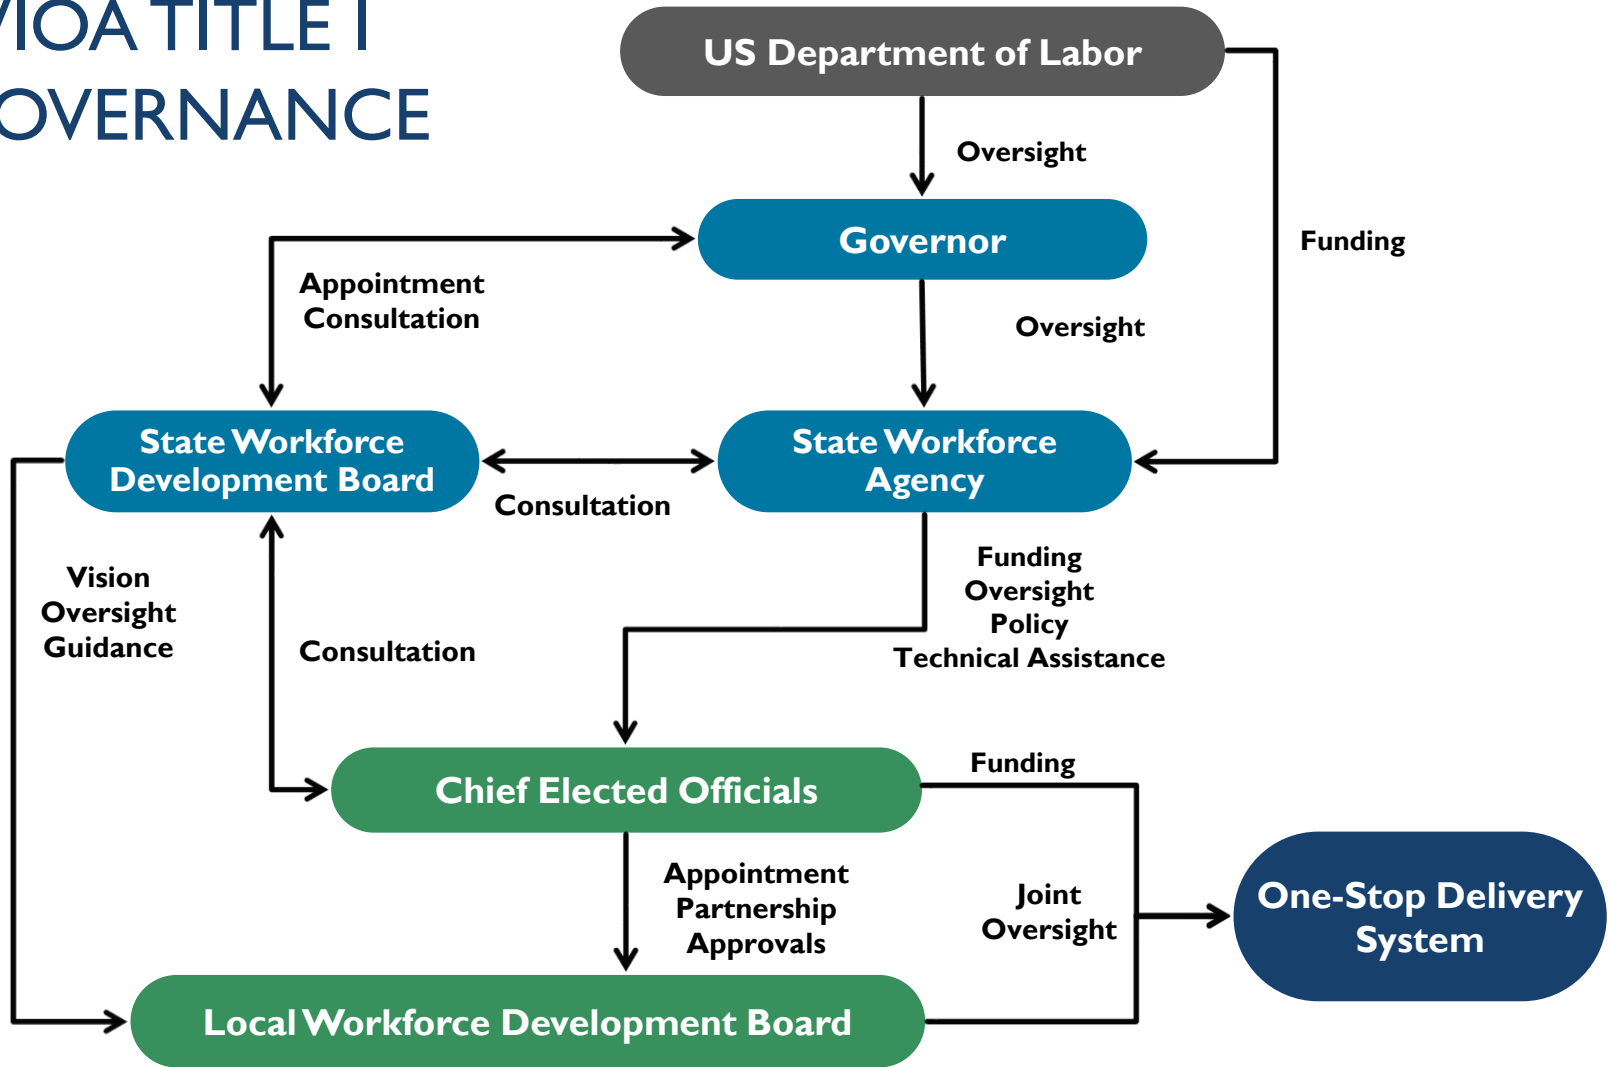 VIOA TITLE I
OVERNANCE
US Department of Labor
Oversight
Governor
Funding
Appointment
Consultation
Oversight
State Workforce
Development Board
State Workforce
Agency
Consultation
Vision
Oversight
Guidance
Consultation
Funding
Oversight
Policy
Technical Assistance
Chief Elected Officials
Funding
Appointment
Partnership
Approvals
Joint
Oversight
One-Stop Delivery
System
Local Workforce Development Board